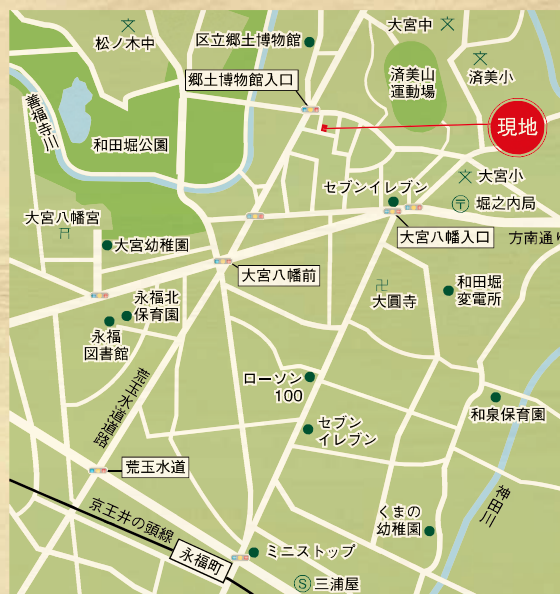 大宮中
松ノ木中
区立郷土博物館
済美山
運動場
済美小
郷土博物館入口
善福寺川
現地
和田堀公園
セブンイレブン
大宮小
堀之内局
大宮八幡宮
大宮幼稚園
大宮八幡入口
方南通り
大宮八幡前
大圓寺
和田堀
変電所
永福北
保育園
永福
図書館
荒玉水道道路
ローソン
100
和泉保育園
セブン
イレブン
荒玉水道
神田川
京王井の頭線
くまの
幼稚園
永福町
ミニストップ
S 三浦屋